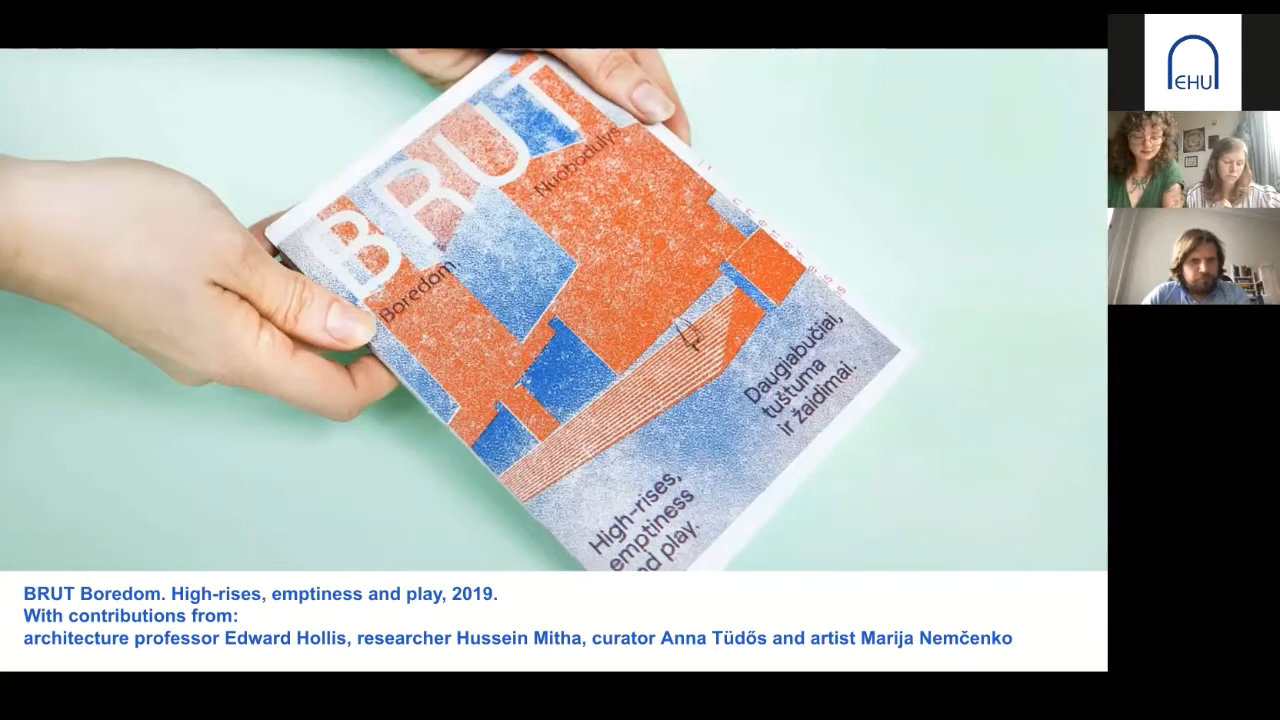 BRUT
Nuobodulys
Boredom
Daugiabučiai,
tuštuma
ir žaidimai.
High-rises,
emptiness
and play.
BRUT Boredom. High-rises, emptiness and play, 2019.
With contributions from:
architecture professor Edward Hollis, researcher Hussein Mitha, curator Anna Tüdős and artist Marija Nemčenko
EHU